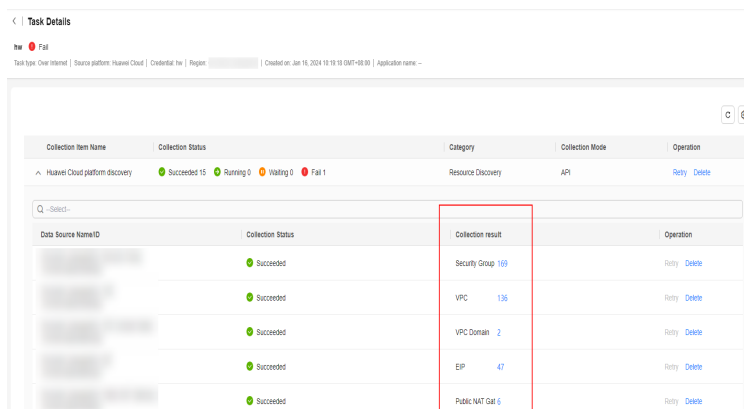 Task Details
hw Fail
Task type: Over Internet | Source platform: Huawei Cloud | Credential: hw | Region: | Created on: Jan 16, 2024 10:19:18 GMT+08:00 | Application name: --
Collection Item Name Collection Status Category Collection Mode Operation
Huawei Cloud platform discovery Succeeded 15 Running 0 Waiting 0 Fail 1 Resource Discovery API Retry Delete
--Select--
Data Source Name/ID Collection Status Collection result Operation
Succeeded Security Group 169 Retry Delete
Succeeded VPC 136 Retry Delete
Succeeded VPC Domain 2 Retry Delete
Succeeded EIP 47 Retry Delete
Succeeded Public NAT Gat 6 Retry Delete